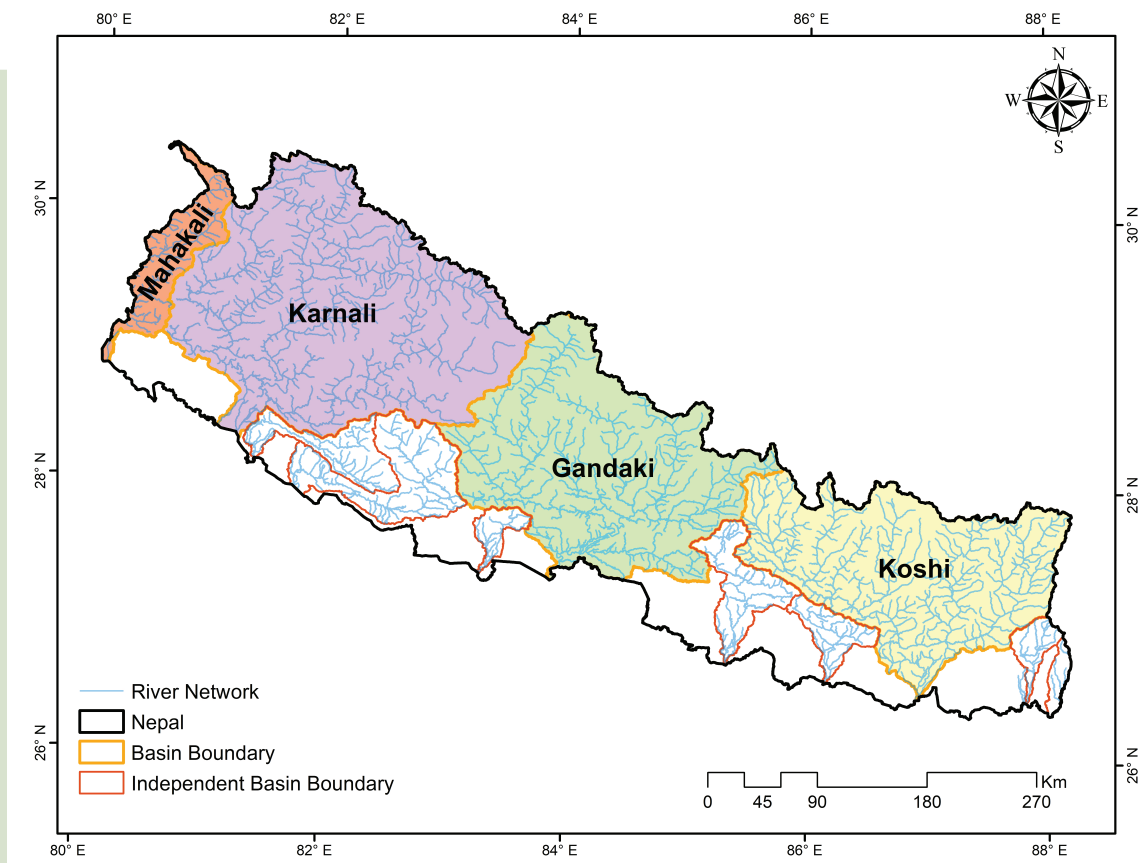 80° E 82° E 84° E 86° E 88° E
N
W E
S
30° N
30° N
Mahakali
Karnali
28° N
28° N
Gandaki
Koshi
River Network
Nepal
Basin Boundary
Independent Basin Boundary
26° N
26° N
Km
0 45 90 180 270
80° E 82° E 84° E 86° E 88° E